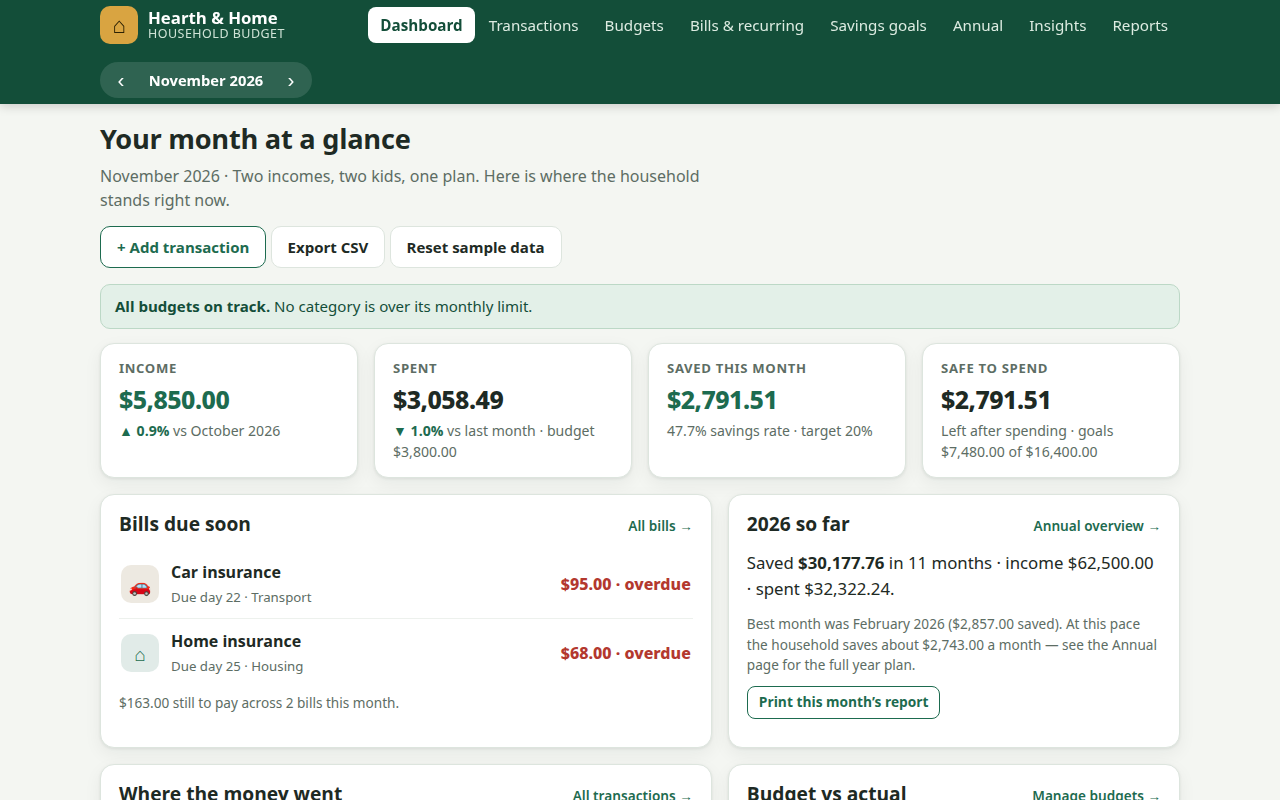 Hearth & Home
HOUSEHOLD BUDGET
Dashboard
Transactions
Budgets
Bills & recurring
Savings goals
Annual
Insights
Reports
‹ November 2026 ›
Your month at a glance
November 2026 · Two incomes, two kids, one plan. Here is where the household
stands right now.
+ Add transaction
Export CSV
Reset sample data
All budgets on track. No category is over its monthly limit.
INCOME
$5,850.00
▲ 0.9% vs October 2026
SPENT
$3,058.49
▼ 1.0% vs last month · budget
$3,800.00
SAVED THIS MONTH
$2,791.51
47.7% savings rate · target 20%
SAFE TO SPEND
$2,791.51
Left after spending · goals
$7,480.00 of $16,400.00
Bills due soon
All bills →
Car insurance
Due day 22 · Transport
$95.00 · overdue
Home insurance
Due day 25 · Housing
$68.00 · overdue
$163.00 still to pay across 2 bills this month.
2026 so far
Annual overview →
Saved $30,177.76 in 11 months · income $62,500.00
· spent $32,322.24.
Best month was February 2026 ($2,857.00 saved). At this pace
the household saves about $2,743.00 a month — see the Annual
page for the full year plan.
Print this month’s report
Where the money went
All transactions →
Budget vs actual
Manage budgets →